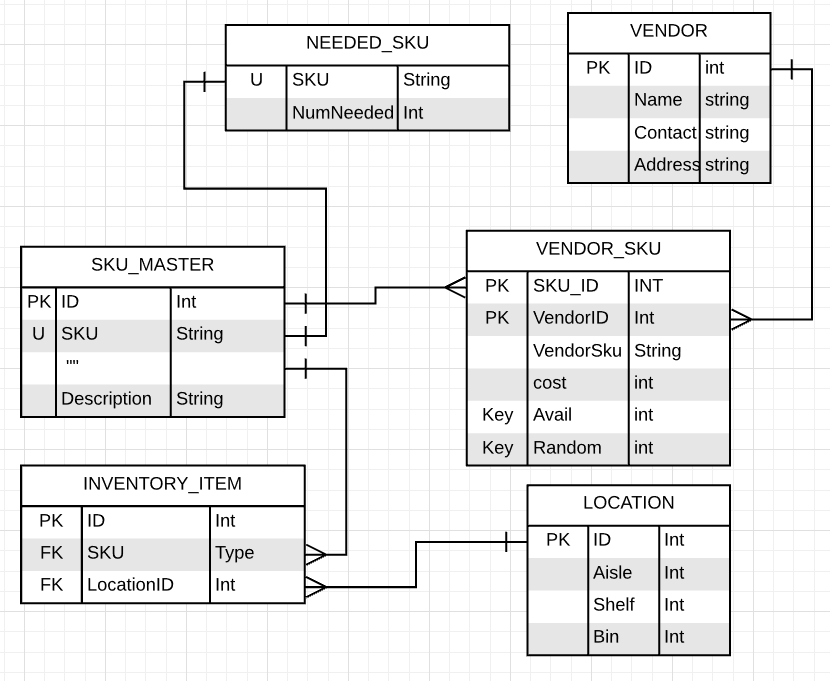 NEEDED_SKU
U SKU String
NumNeeded Int
VENDOR
PK ID int
Name string
Contact string
Address string
SKU_MASTER
PK ID Int
U SKU String
""
Description String
VENDOR_SKU
PK SKU_ID INT
PK VendorID Int
VendorSku String
cost int
Key Avail int
Key Random int
INVENTORY_ITEM
PK ID Int
FK SKU Type
FK LocationID Int
LOCATION
PK ID Int
Aisle Int
Shelf Int
Bin Int